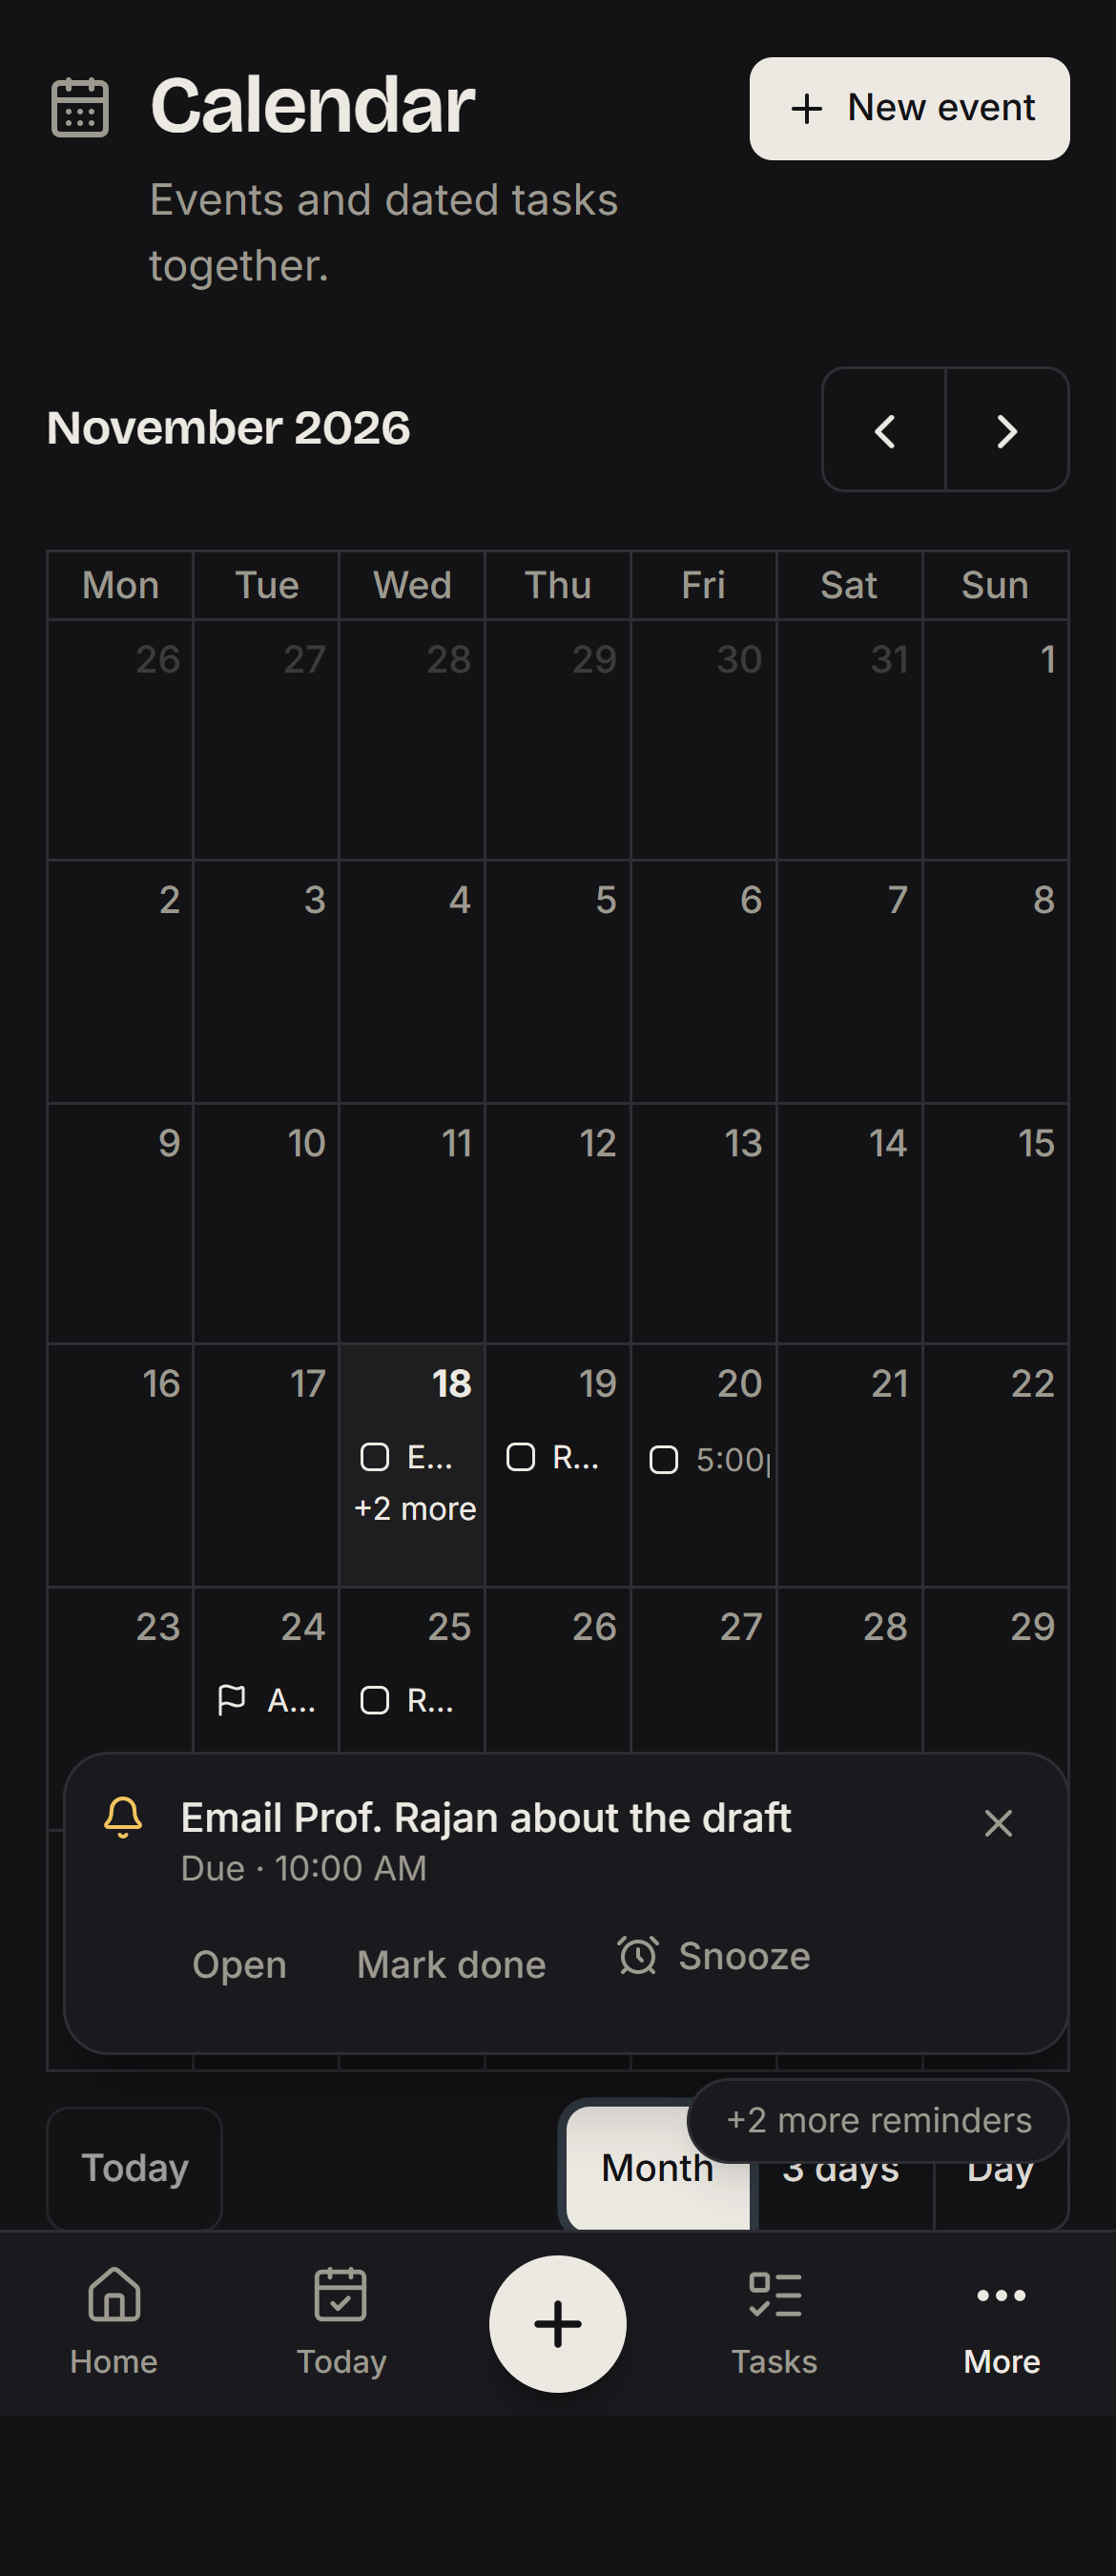 Calendar
New event
Events and dated tasks
together.
November 2026
Mon Tue Wed Thu Fri Sat Sun
26 27 28 29 30 31 1
2 3 4 5 6 7 8
9 10 11 12 13 14 15
16 17 18 19 20 21 22
E... R... 5:00
+2 more
23 24 25 26 27 28 29
A... R...
Email Prof. Rajan about the draft
Due · 10:00 AM
Open Mark done Snooze
+2 more reminders
Today Month 3 days Day
Home Today Tasks More